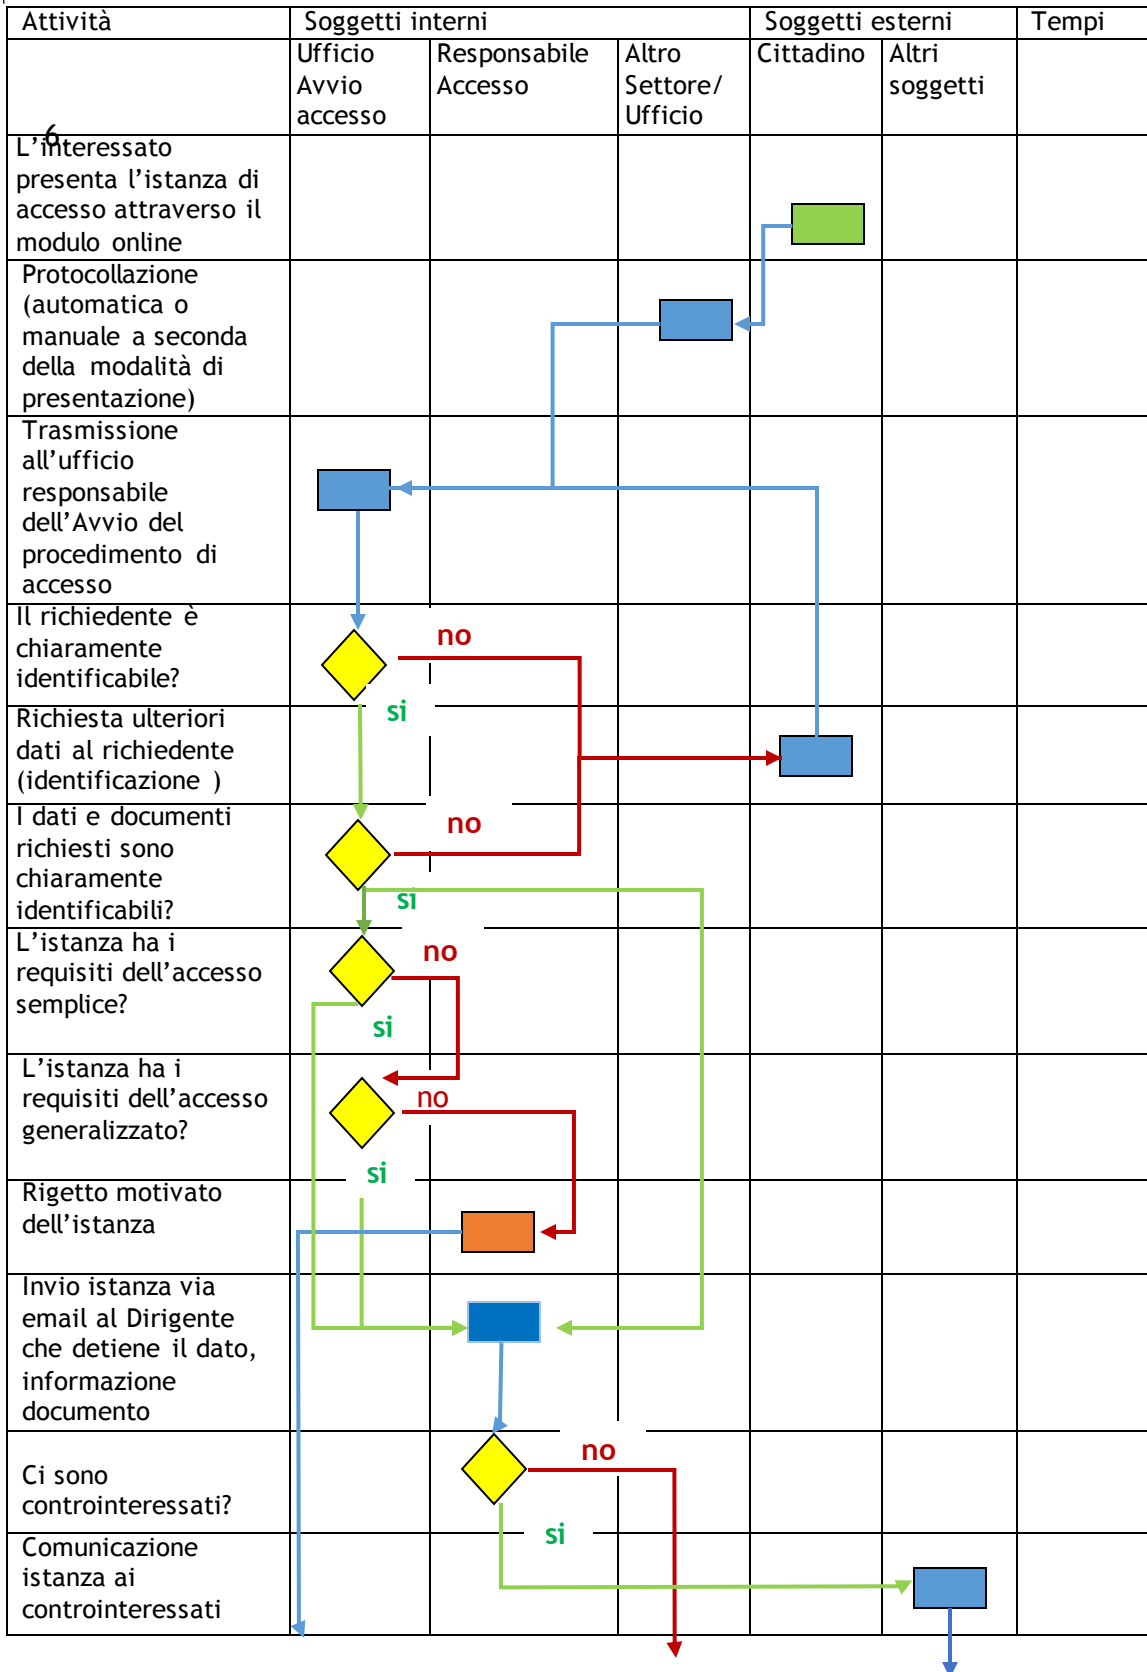 Attività
Soggetti interni
Soggetti esterni
Tempi
Ufficio
Avvio
accesso
Responsabile
Accesso
Altro
Settore/
Ufficio
Cittadino
Altri
soggetti
6
L’interessato
presenta l’istanza di
accesso attraverso il
modulo online
Protocollazione
(automatica o
manuale a seconda
della modalità di
presentazione)
Trasmissione
all’ufficio
responsabile
dell’Avvio del
procedimento di
accesso
Il richiedente è
chiaramente
identificabile?
no
si
Richiesta ulteriori
dati al richiedente
(identificazione )
I dati e documenti
richiesti sono
chiaramente
identificabili?
no
si
L’istanza ha i
requisiti dell’accesso
semplice?
no
si
L’istanza ha i
requisiti dell’accesso
generalizzato?
no
si
Rigetto motivato
dell’istanza
Invio istanza via
email al Dirigente
che detiene il dato,
informazione
documento
Ci sono
controinteressati?
no
si
Comunicazione
istanza ai
controinteressati